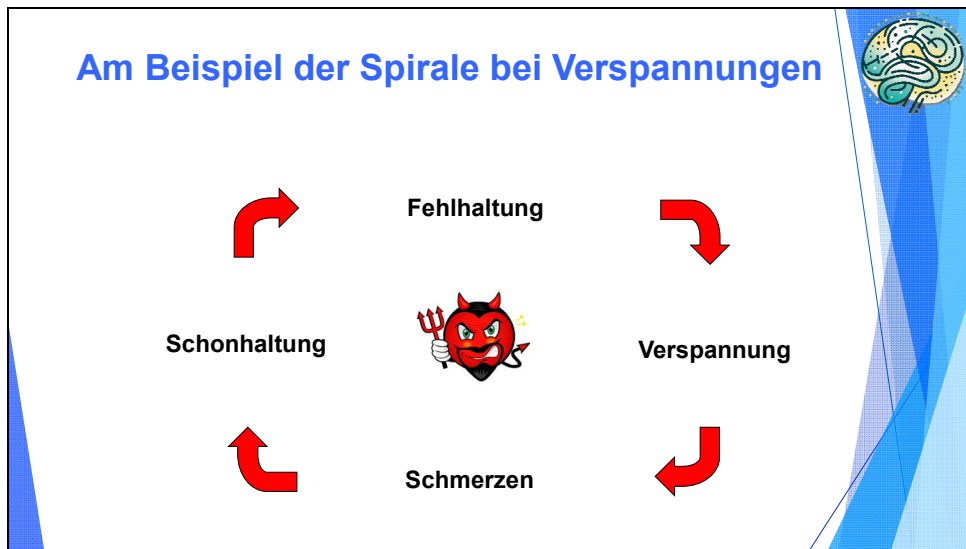 Am Beispiel der Spirale bei Verspannungen
Fehlhaltung
Schonhaltung
Verspannung
Schmerzen